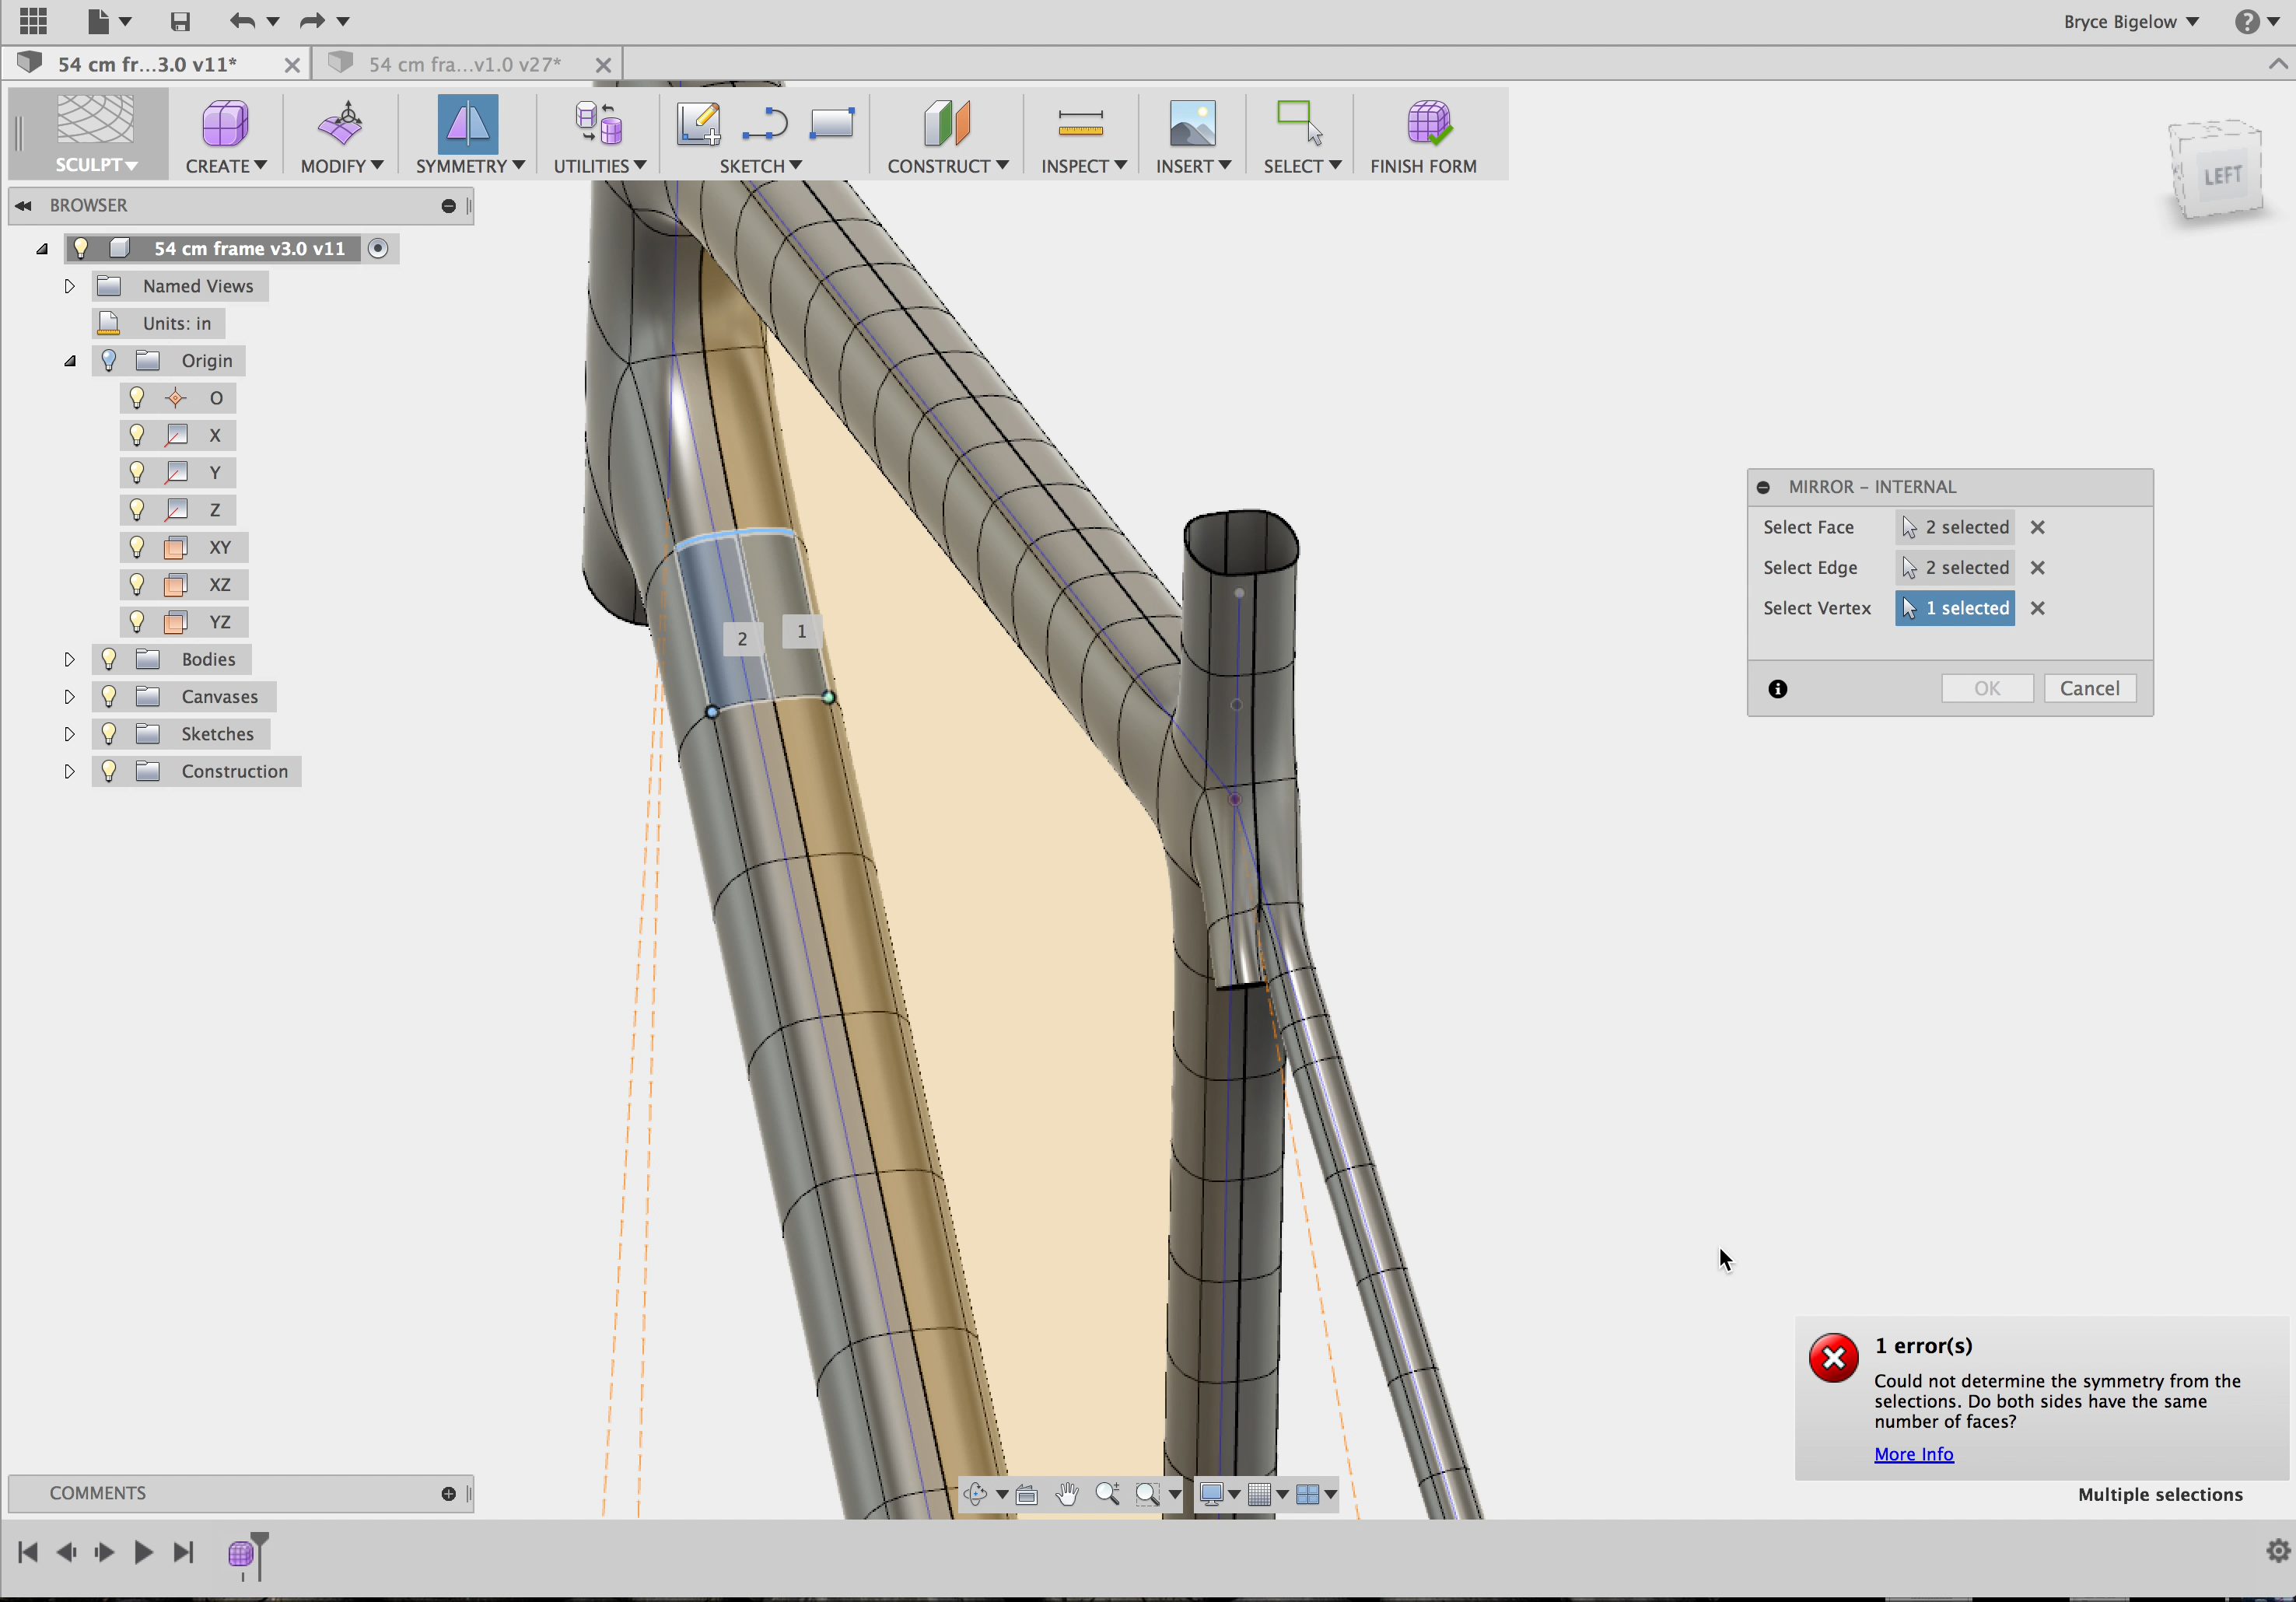 Bryce Bigelow
?
54 cm fr...3.0 v11*
54 cm fra...v1.0 v27*
SCULPT
CREATE
MODIFY
SYMMETRY
UTILITIES
SKETCH
CONSTRUCT
INSPECT
INSERT
SELECT
FINISH FORM
LEFT
BROWSER
54 cm frame v3.0 v11
Named Views
Units: in
Origin
O
X
Y
Z
XY
XZ
YZ
Bodies
Canvases
Sketches
Construction
2
1
MIRROR - INTERNAL
Select Face 2 selected
Select Edge 2 selected
Select Vertex 1 selected
OK Cancel
1 error(s)
Could not determine the symmetry from the
selections. Do both sides have the same
number of faces?
More Info
Multiple selections
COMMENTS